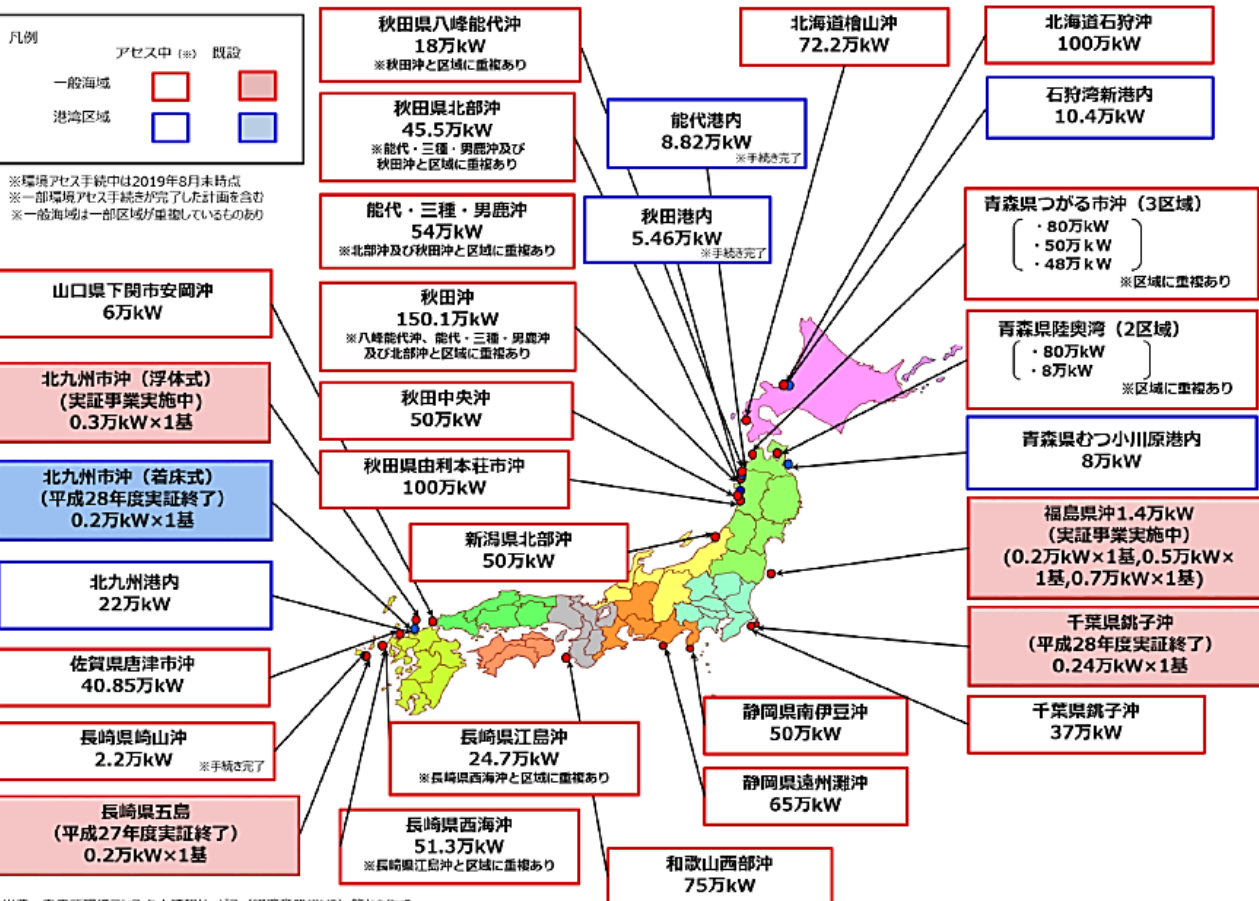 凡例
アセス中（※） 既設
一般海域
港湾区域
※環境アセス手続中は2019年8月末時点
※一部環境アセス手続きが完了した計画を含む
※一般海域は一部区域が重複しているものあり
秋田県八峰能代沖
18万kW
※秋田沖と区域に重複あり
秋田県北部沖
45.5万kW
※能代・三種・男鹿沖及び
秋田沖と区域に重複あり
能代・三種・男鹿沖
54万kW
※北部沖及び秋田沖と区域に重複あり
秋田沖
150.1万kW
※八峰能代沖、能代・三種・男鹿沖
及び北部沖と区域に重複あり
秋田中央沖
50万kW
秋田県由利本荘市沖
100万kW
新潟県北部沖
50万kW
能代港内
8.82万kW
※手続き完了
秋田港内
5.46万kW
※手続き完了
北海道檜山沖
72.2万kW
北海道石狩沖
100万kW
石狩湾新港内
10.4万kW
青森県つがる市沖（3区域）
・80万kW
・50万kW
・48万kW
※区域に重複あり
青森県陸奥湾（2区域）
・80万kW
・8万kW
※区域に重複あり
青森県むつ小川原港内
8万kW
福島県沖1.4万kW
(実証事業実施中)
(0.2万kW×1基,0.5万kW×
1基,0.7万kW×1基)
千葉県銚子沖
(平成28年度実証終了)
0.24万kW×1基
千葉県銚子沖
37万kW
静岡県南伊豆沖
50万kW
静岡県遠州灘沖
65万kW
和歌山西部沖
75万kW
山口県下関市安岡沖
6万kW
北九州市沖（浮体式）
(実証事業実施中)
0.3万kW×1基
北九州市沖（着床式）
(平成28年度実証終了)
0.2万kW×1基
北九州港内
22万kW
佐賀県唐津市沖
40.85万kW
長崎県崎山沖
2.2万kW
※手続き完了
長崎県五島
(平成27年度実証終了)
0.2万kW×1基
長崎県江島沖
24.7万kW
※長崎県西海沖と区域に重複あり
長崎県西海沖
51.3万kW
※長崎県江島沖と区域に重複あり